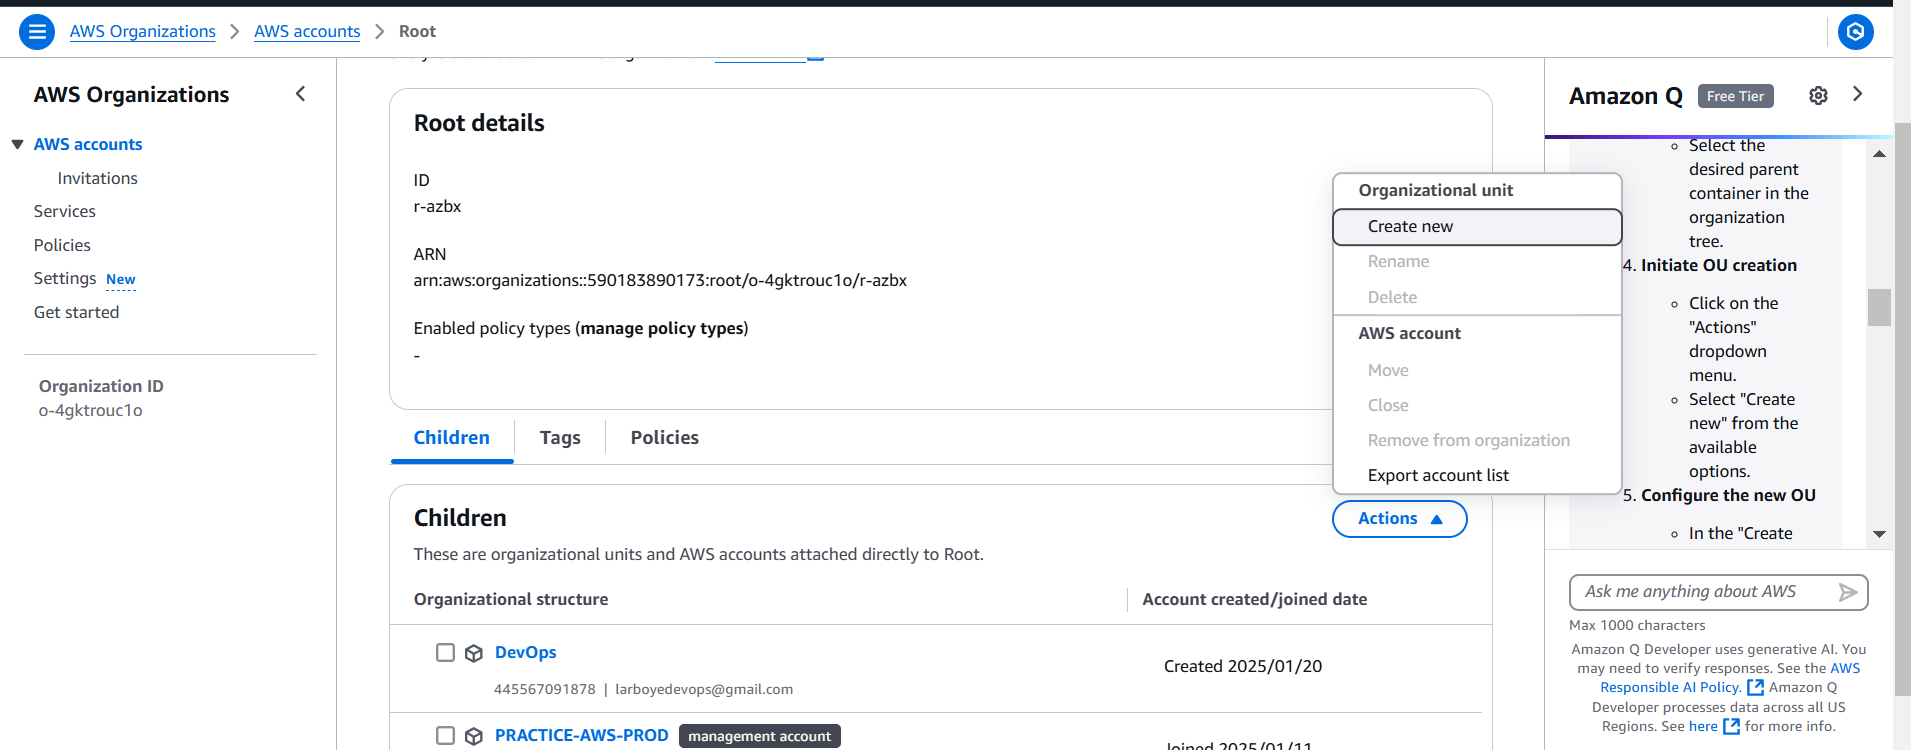 AWS Organizations > AWS accounts > Root
AWS Organizations
AWS accounts
Invitations
Services
Policies
Settings New
Get started
Organization ID
o-4gktrouc1o
Root details
ID
r-azbx
ARN
arn:aws:organizations::590183890173:root/o-4gktrouc1o/r-azbx
Enabled policy types (manage policy types)
-
Children
Tags
Policies
Organizational unit
Create new
Rename
Delete
AWS account
Move
Close
Remove from organization
Export account list
Actions
Children
These are organizational units and AWS accounts attached directly to Root.
Organizational structure
Account created/joined date
DevOps
Created 2025/01/20
445567091878 | larboyedevops@gmail.com
PRACTICE-AWS-PROD management account
Joined 2025/01/11
Amazon Q Free Tier
Select the
desired parent
container in the
organization
tree.
4. Initiate OU creation
Click on the
"Actions"
dropdown
menu.
Select "Create
new" from the
available
options.
5. Configure the new OU
In the "Create
Ask me anything about AWS
Max 1000 characters
Amazon Q Developer uses generative AI. You
may need to verify responses. See the AWS
Responsible AI Policy. Amazon Q
Developer processes data across all US
Regions. See here for more info.